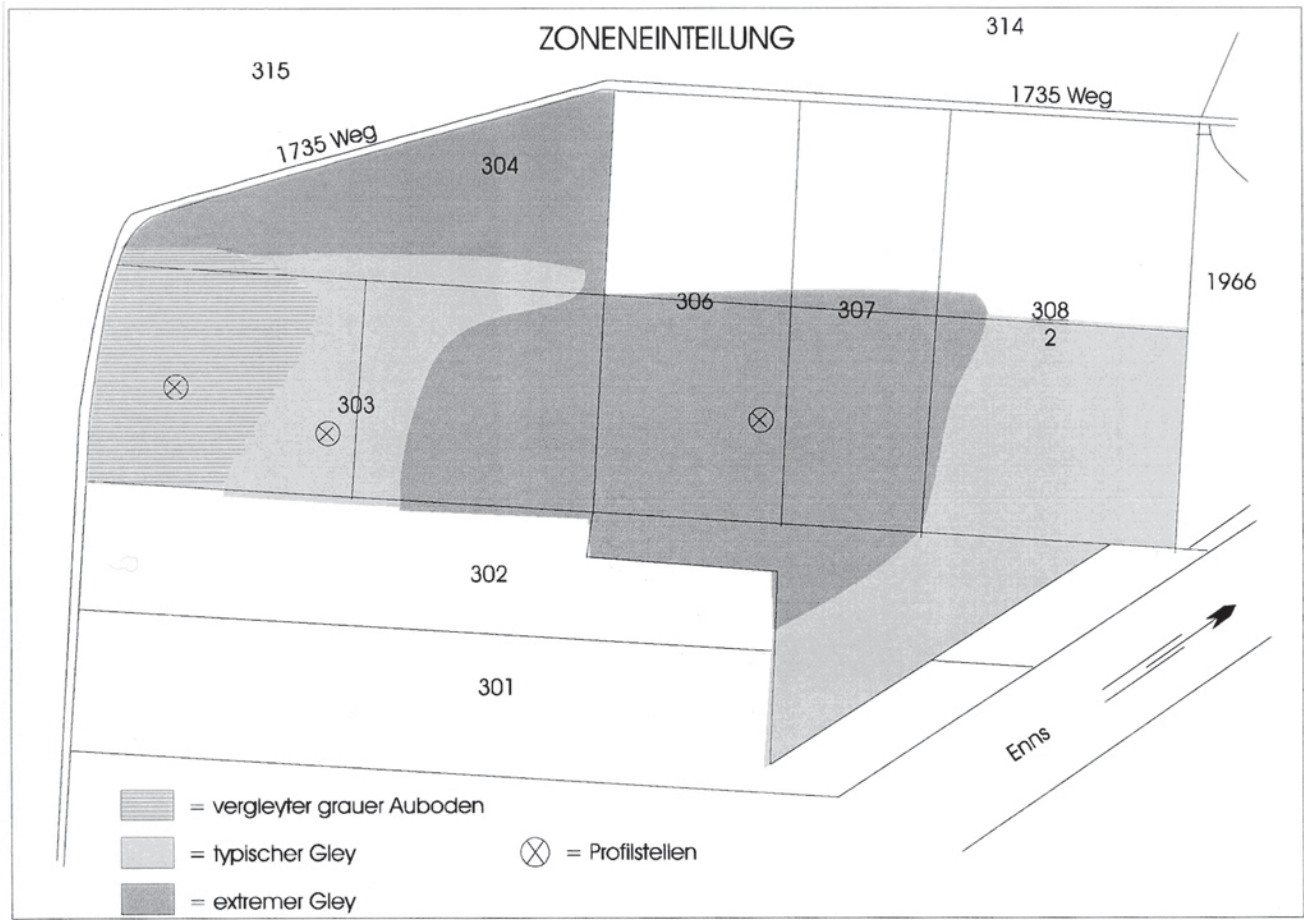 ZONENEINTEILUNG
314
315
1735 Weg
1735 Weg
304
1966
306
307
308
2
303
302
301
Enns
= vergleyter grauer Auboden
= typischer Gley
= Profilstellen
= extremer Gley